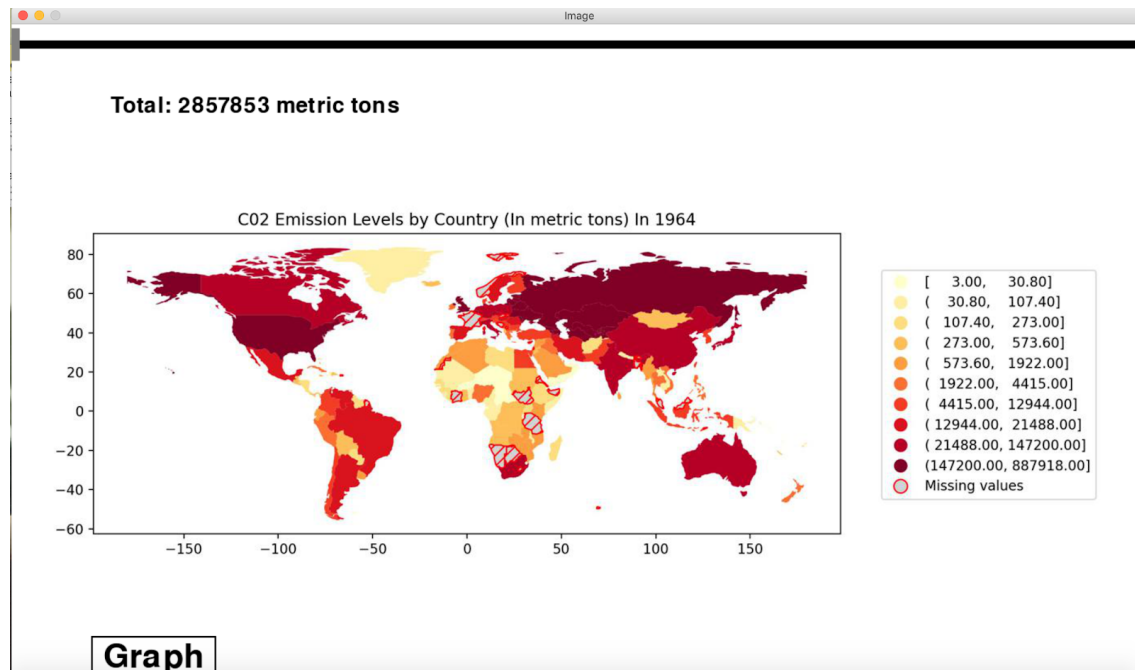 Image
Total: 2857853 metric tons
C02 Emission Levels by Country (In metric tons) In 1964
80
60
40
20
0
−20
−40
−60
−150
−100
−50
0
50
100
150
[ 3.00, 30.80]
( 30.80, 107.40]
( 107.40, 273.00]
( 273.00, 573.60]
( 573.60, 1922.00]
( 1922.00, 4415.00]
( 4415.00, 12944.00]
( 12944.00, 21488.00]
( 21488.00, 147200.00]
(147200.00, 887918.00]
Missing values
Graph